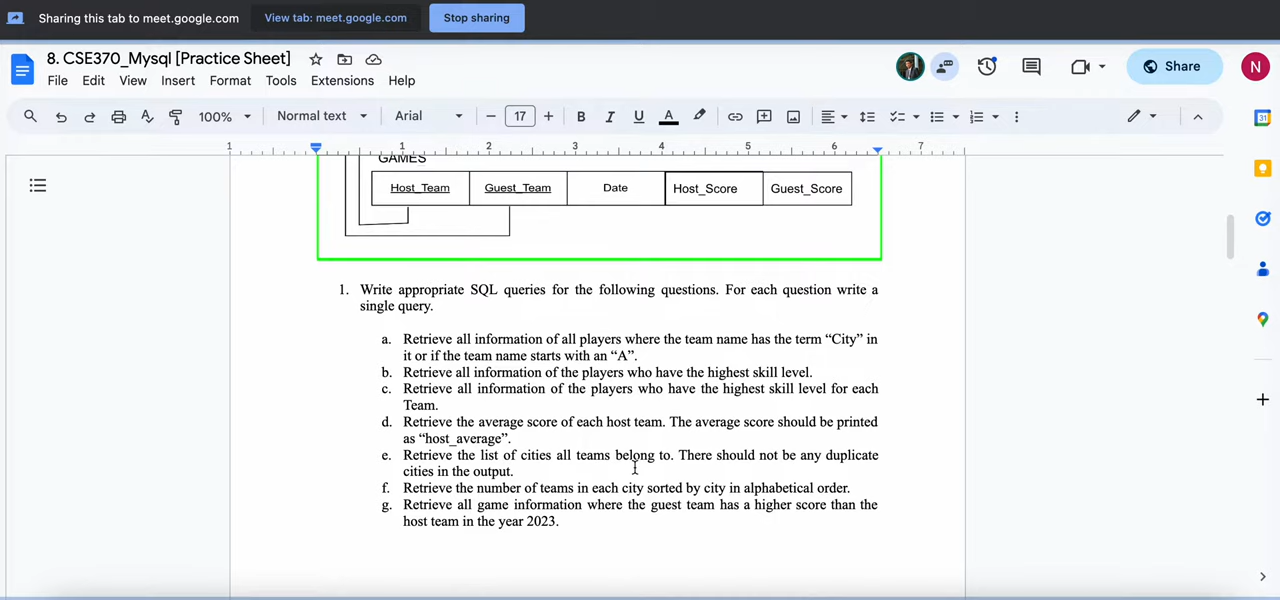 Sharing this tab to meet.google.com View tab: meet.google.com Stop sharing
8. CSE370_Mysql [Practice Sheet]
File Edit View Insert Format Tools Extensions Help
Share N
100% Normal text Arial 17 B I U A
1 1 2 3 4 5 6 7
GAMES
Host_Team Guest_Team Date Host_Score Guest_Score
1. Write appropriate SQL queries for the following questions. For each question write a
single query.
a. Retrieve all information of all players where the team name has the term “City” in
it or if the team name starts with an “A”.
b. Retrieve all information of the players who have the highest skill level.
c. Retrieve all information of the players who have the highest skill level for each
Team.
d. Retrieve the average score of each host team. The average score should be printed
as “host_average”.
e. Retrieve the list of cities all teams belong to. There should not be any duplicate
cities in the output.
f. Retrieve the number of teams in each city sorted by city in alphabetical order.
g. Retrieve all game information where the guest team has a higher score than the
host team in the year 2023.